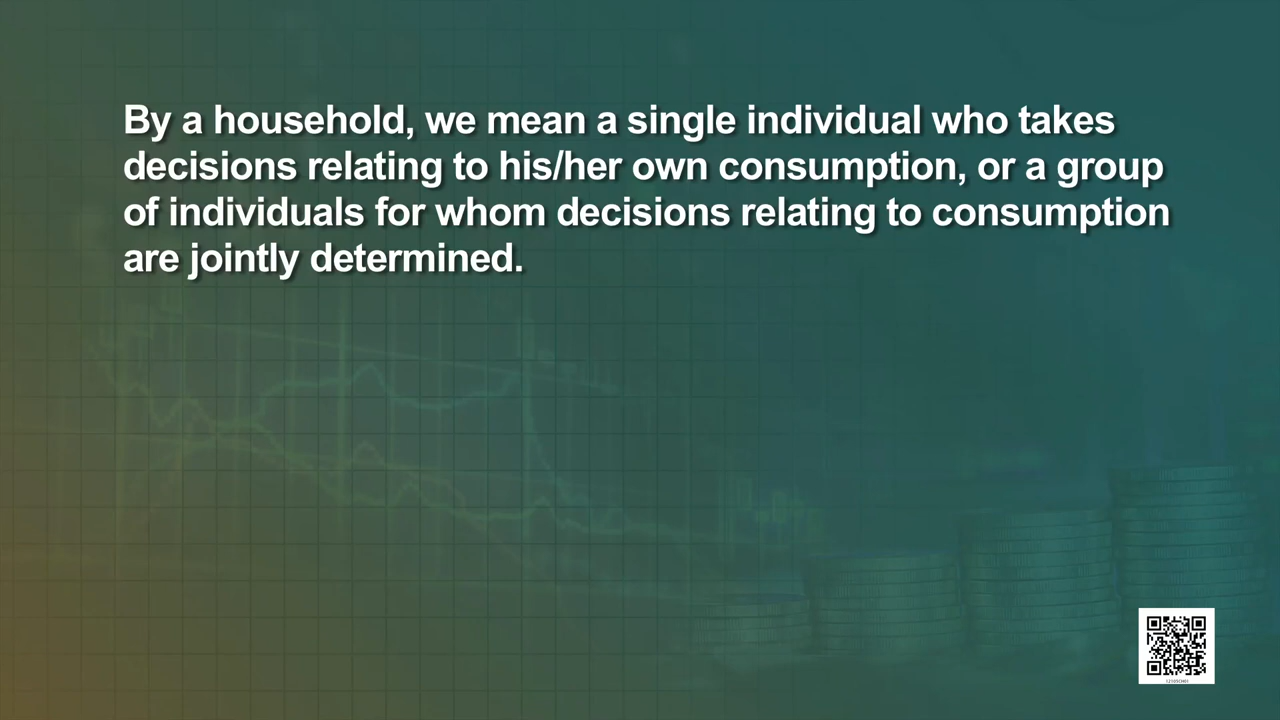 By a household, we mean a single individual who takes
decisions relating to his/her own consumption, or a group
of individuals for whom decisions relating to consumption
are jointly determined.